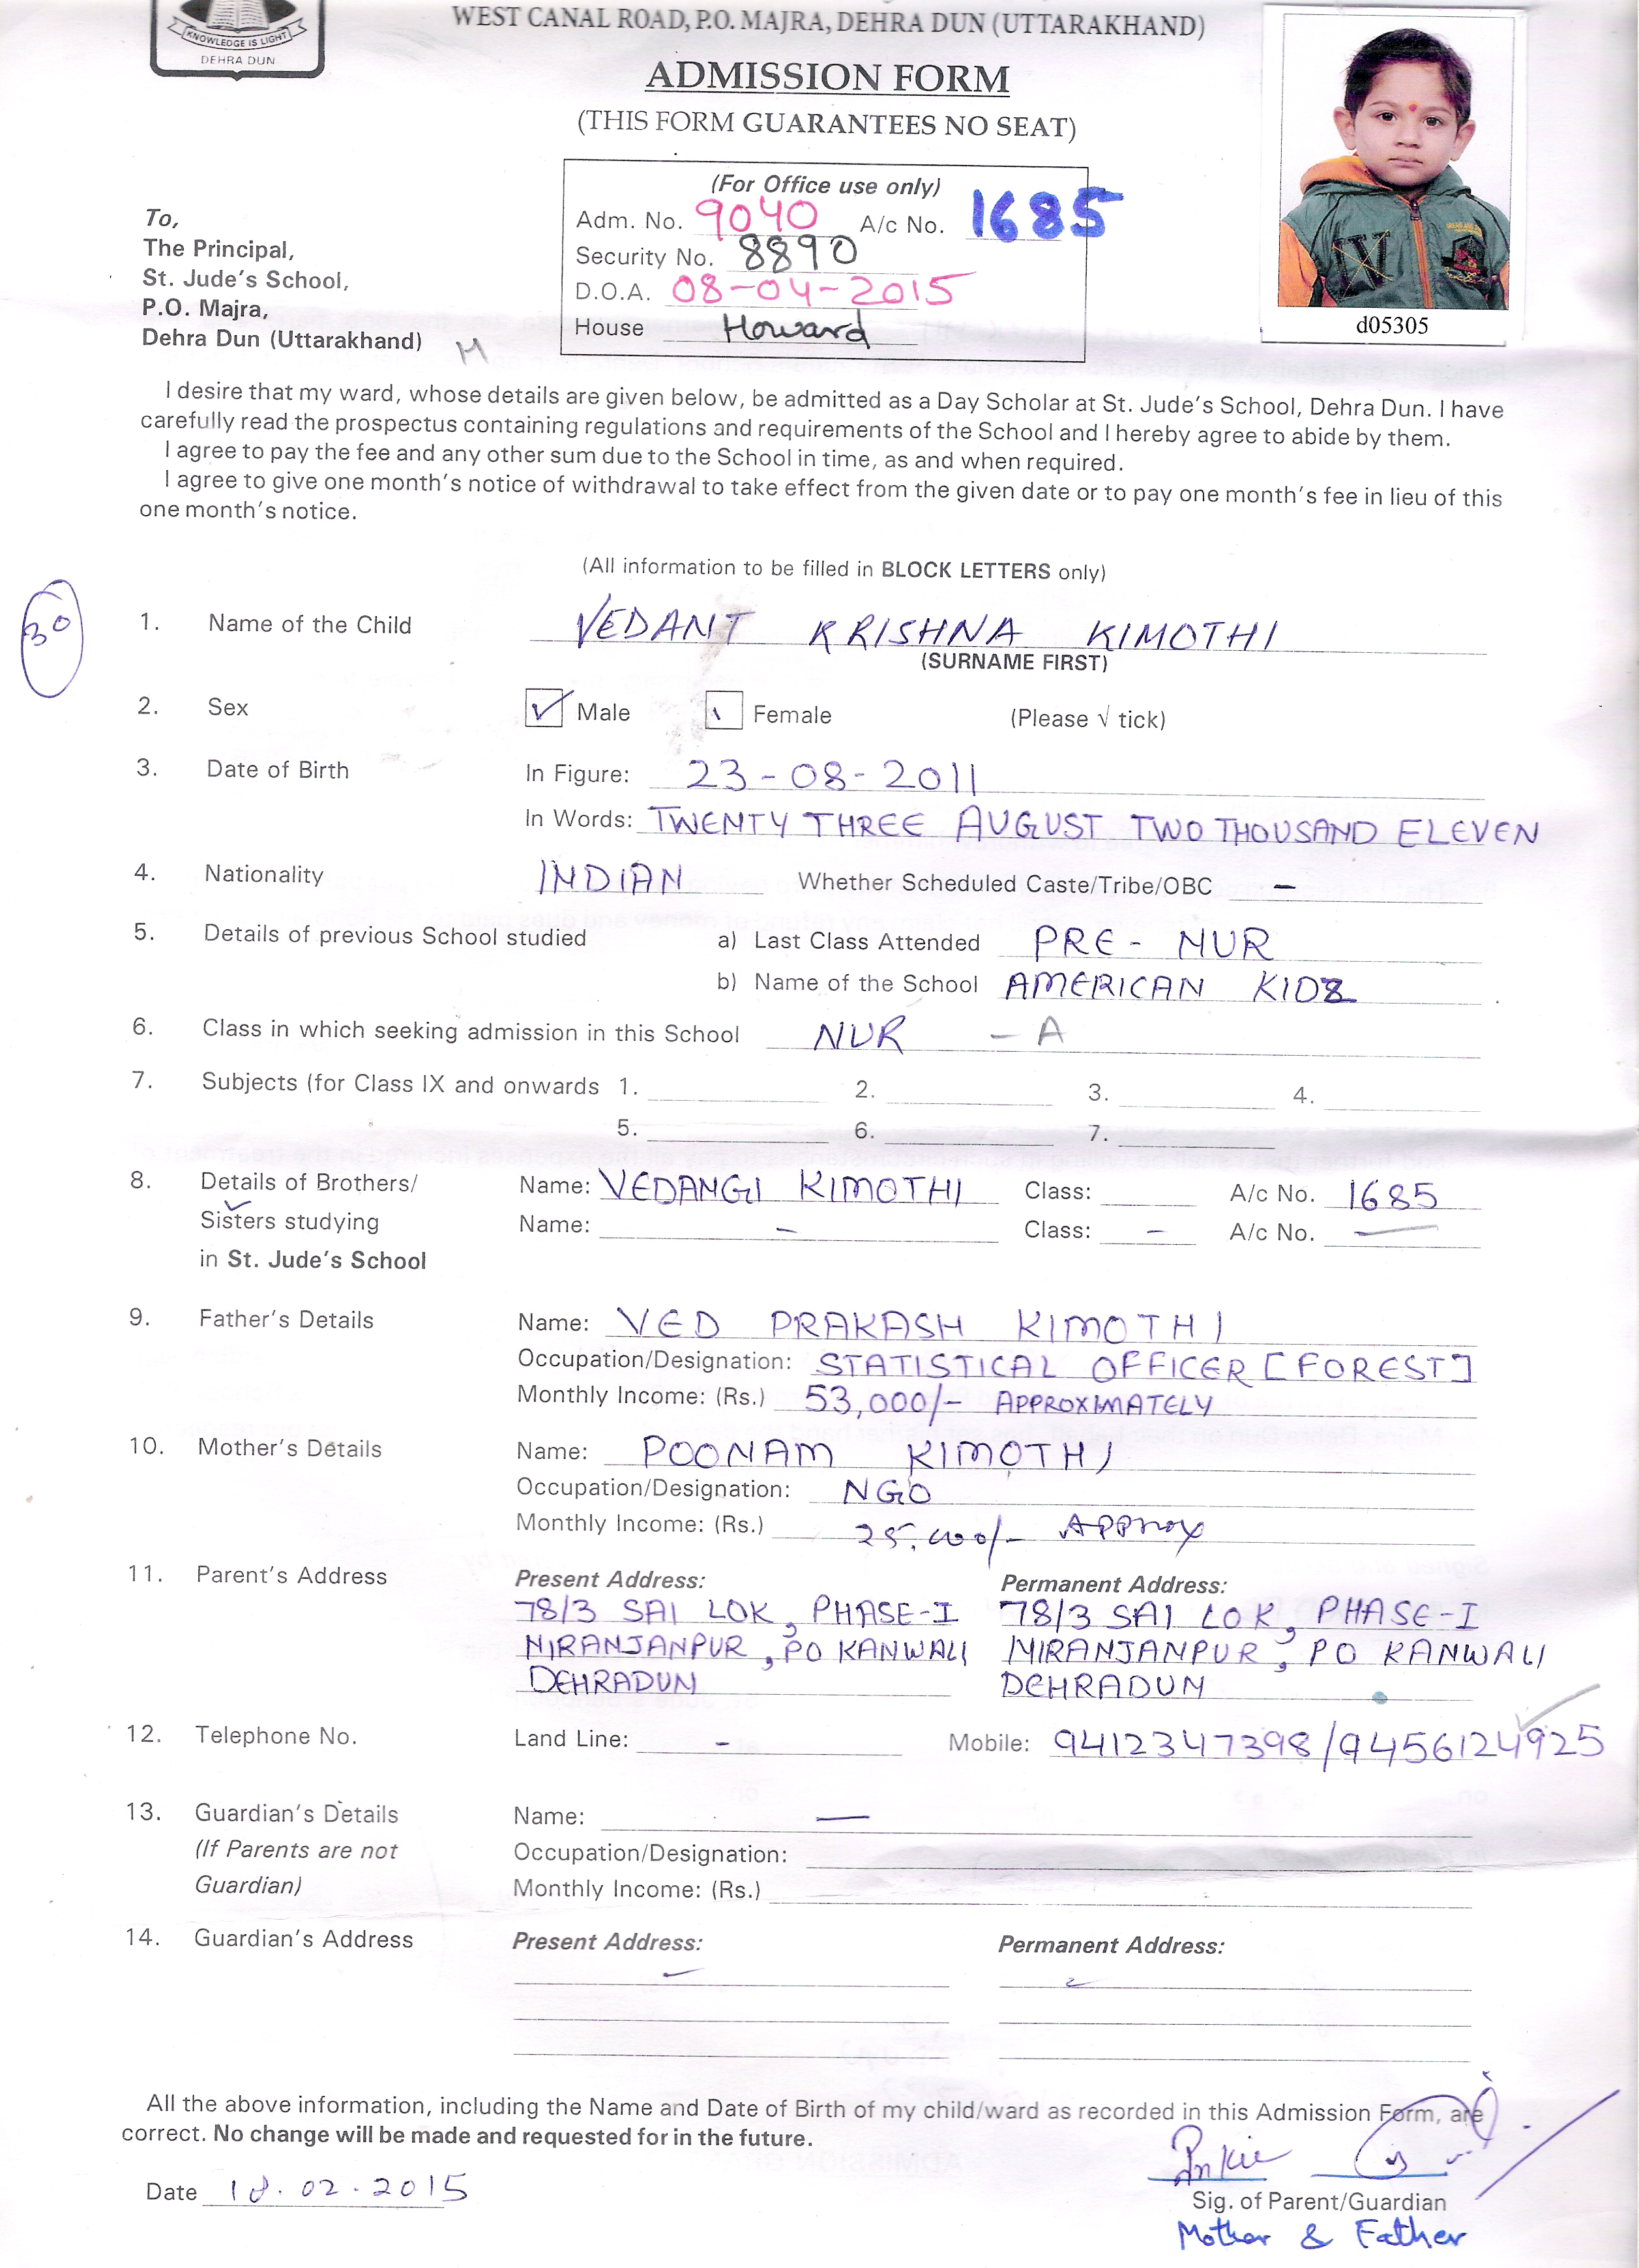 KNOWLEDGE IS LIGHT
DEHRA DUN
WEST CANAL ROAD, P.O. MAJRA, DEHRA DUN (UTTARAKHAND)
ADMISSION FORM
(THIS FORM GUARANTEES NO SEAT)
(For Office use only)
Adm. No. 9040 A/c No. 1685
Security No. 8890
D.O.A. 08-04-2015
House Howard
d05305
To,
The Principal,
St. Jude's School,
P.O. Majra,
Dehra Dun (Uttarakhand) M
I desire that my ward, whose details are given below, be admitted as a Day Scholar at St. Jude's School, Dehra Dun. I have
carefully read the prospectus containing regulations and requirements of the School and I hereby agree to abide by them.
I agree to pay the fee and any other sum due to the School in time, as and when required.
I agree to give one month's notice of withdrawal to take effect from the given date or to pay one month's fee in lieu of this
one month's notice.
(All information to be filled in BLOCK LETTERS only)
30
1. Name of the Child VEDANT KRISHNA KIMOTHI
(SURNAME FIRST)
2. Sex ✓ Male Female (Please √ tick)
3. Date of Birth In Figure: 23-08-2011
In Words: TWENTY THREE AUGUST TWO THOUSAND ELEVEN
4. Nationality INDIAN Whether Scheduled Caste/Tribe/OBC -
5. Details of previous School studied a) Last Class Attended PRE-NUR
b) Name of the School AMERICAN KIDZ
6. Class in which seeking admission in this School NUR - A
7. Subjects (for Class IX and onwards 1. 2. 3. 4.
5. 6. 7.
8. Details of Brothers/ Name: VEDANGI KIMOTHI Class: A/c No. 1685
Sisters studying Name: - Class: - A/c No. -
in St. Jude's School
9. Father's Details Name: VED PRAKASH KIMOTHI
Occupation/Designation: STATISTICAL OFFICER [FOREST]
Monthly Income: (Rs.) 53,000/- APPROXIMATELY
10. Mother's Details Name: POONAM KIMOTHI
Occupation/Designation: NGO
Monthly Income: (Rs.) 25,000/- Approx
11. Parent's Address Present Address: Permanent Address:
78/3 SAI LOK, PHASE-I 78/3 SAI LOK, PHASE-I
NIRANJANPUR, PO KANWALI NIRANJANPUR, PO KANWALI
DEHRADUN DEHRADUN
12. Telephone No. Land Line: - Mobile: 9412347398/9456124925
13. Guardian's Details Name: -
(If Parents are not Occupation/Designation:
Guardian) Monthly Income: (Rs.)
14. Guardian's Address Present Address: Permanent Address:
All the above information, including the Name and Date of Birth of my child/ward as recorded in this Admission Form, are
correct. No change will be made and requested for in the future.
Date 18.02.2015
Sig. of Parent/Guardian
Mother & Father